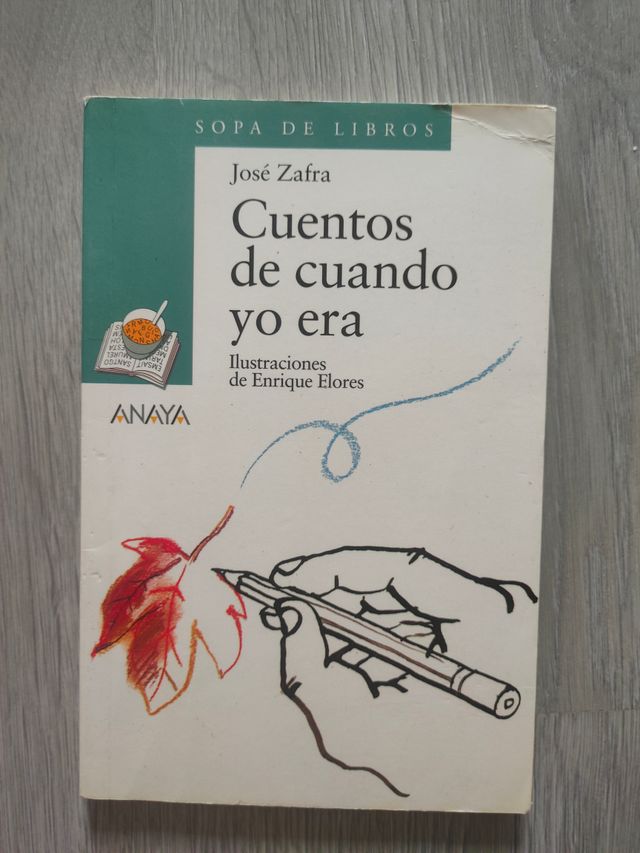 SOPA DE LIBROS
José Zafra
Cuentos
de cuando
yo era
Ilustraciones
de Enrique Elores
ANAYA